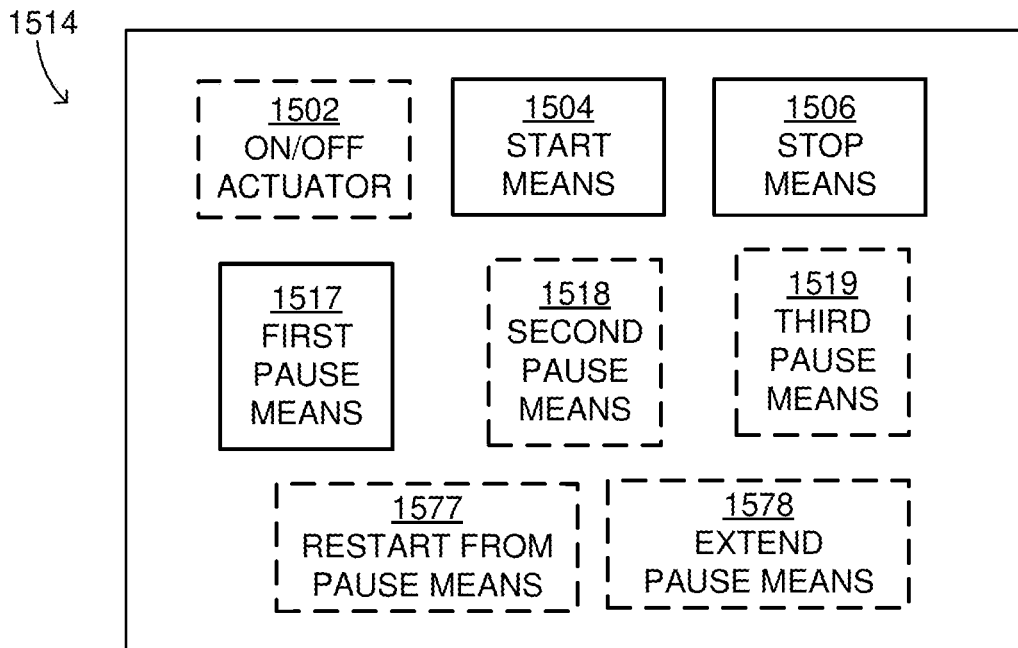 1514
1502
ON/OFF
ACTUATOR
1504
START
MEANS
1506
STOP
MEANS
1517
FIRST
PAUSE
MEANS
1518
SECOND
PAUSE
MEANS
1519
THIRD
PAUSE
MEANS
1577
RESTART FROM
PAUSE MEANS
1578
EXTEND
PAUSE MEANS